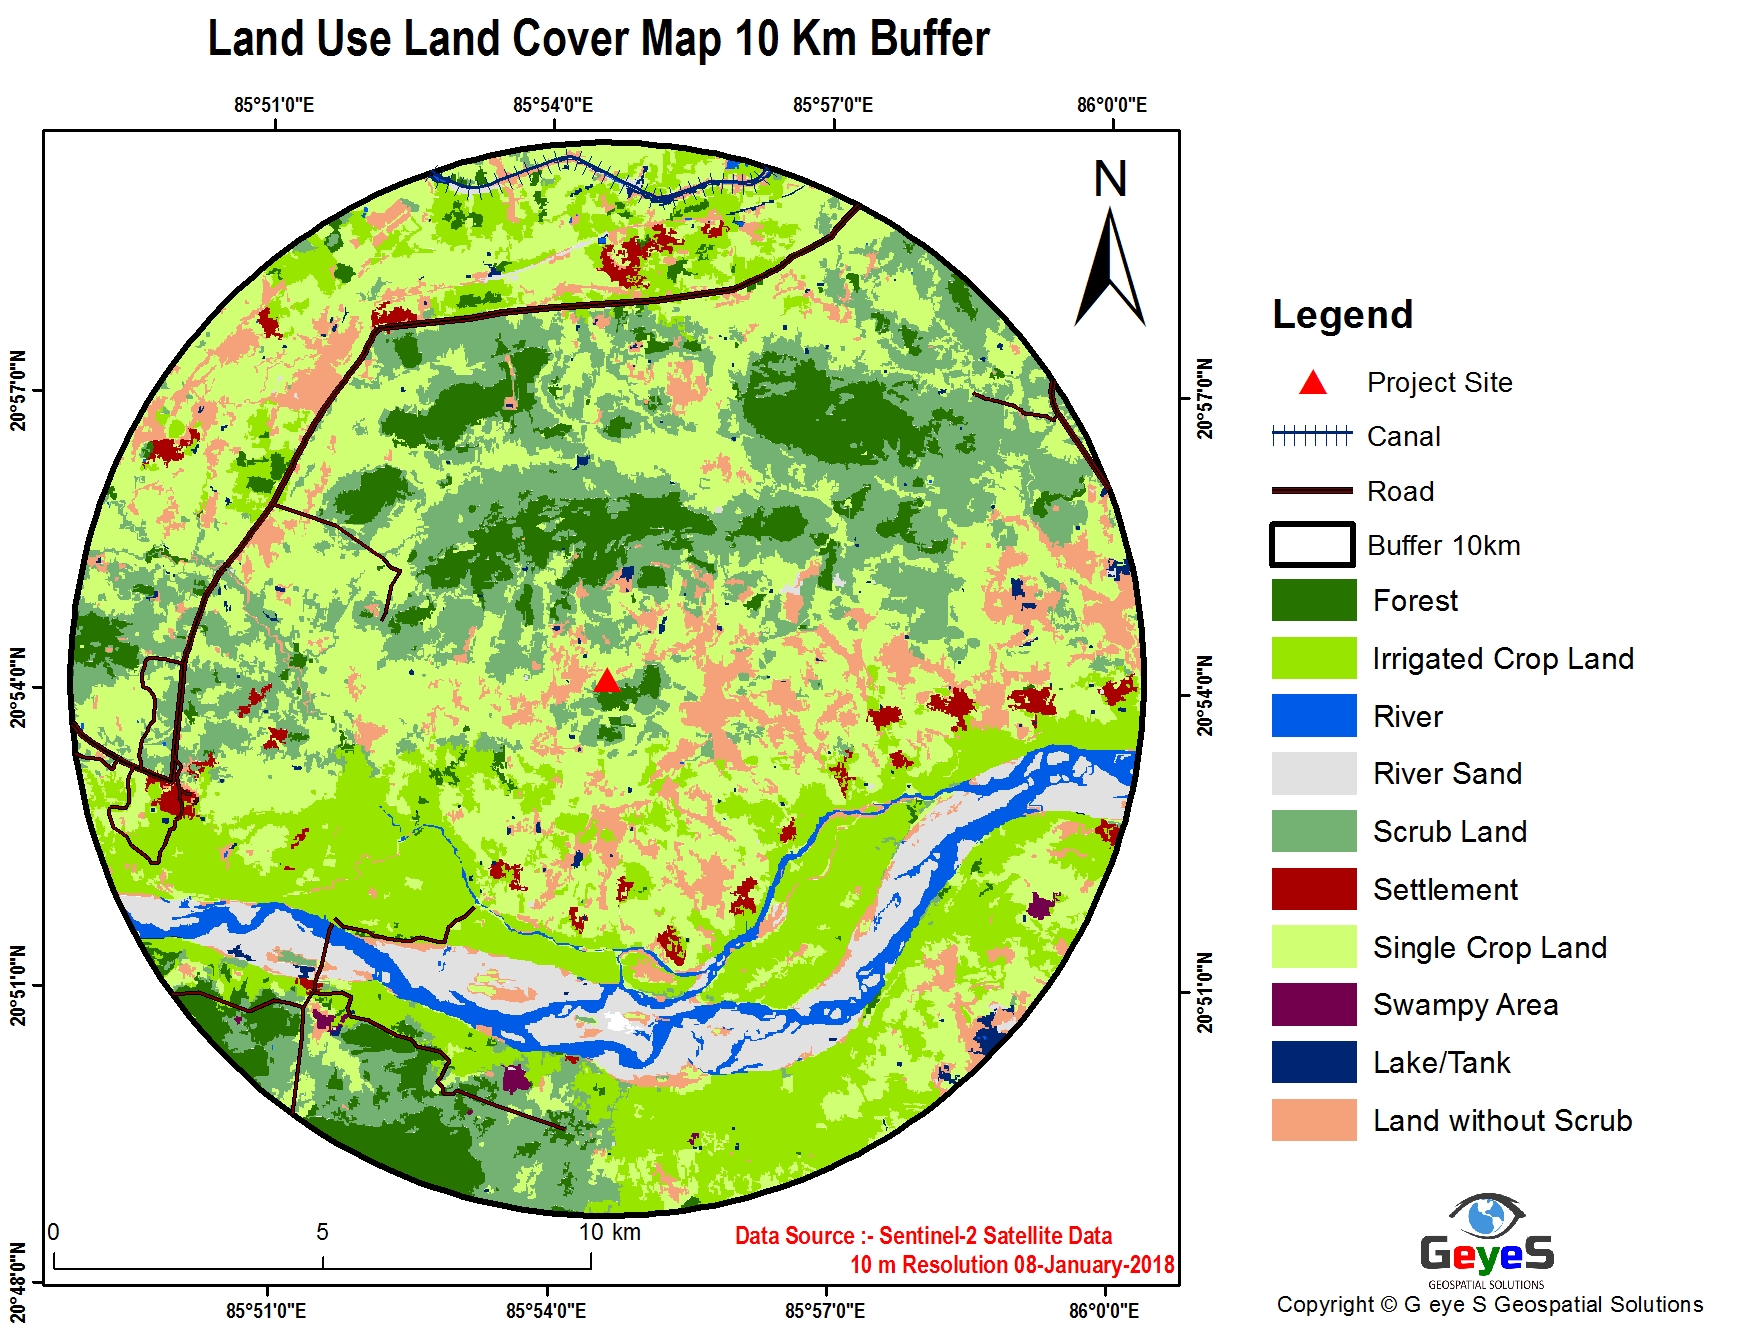 Land Use Land Cover Map 10 Km Buffer
85°51'0"E 85°54'0"E 85°57'0"E 86°0'0"E
N
20°57'0"N
20°54'0"N
20°51'0"N
20°48'0"N
20°57'0"N
20°54'0"N
20°51'0"N
0 5 10 km
Data Source :- Sentinel-2 Satellite Data
10 m Resolution 08-January-2018
85°51'0"E 85°54'0"E 85°57'0"E 86°0'0"E
Legend
Project Site
Canal
Road
Buffer 10km
Forest
Irrigated Crop Land
River
River Sand
Scrub Land
Settlement
Single Crop Land
Swampy Area
Lake/Tank
Land without Scrub
GeyeS
GEOSPATIAL SOLUTIONS
Copyright © G eye S Geospatial Solutions